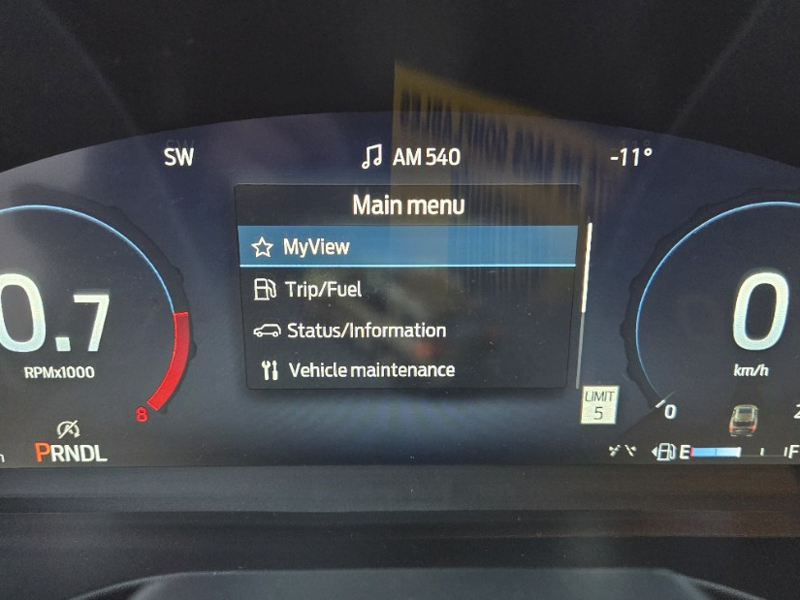 SW
AM 540
-11°
Main menu
MyView
Trip/Fuel
Status/Information
Vehicle maintenance
0.7
RPMx1000
8
PRNDL
0
km/h
LIMIT
5
0
E
F